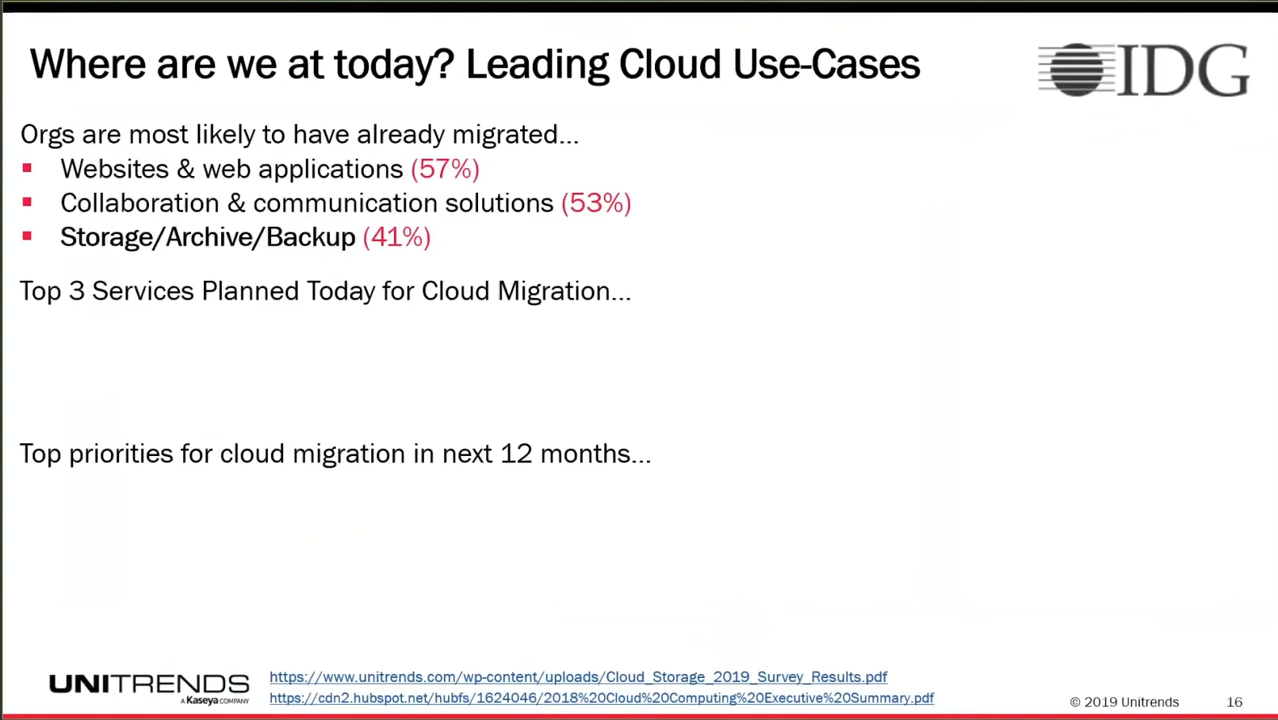 Where are we at today? Leading Cloud Use-Cases
IDG
Orgs are most likely to have already migrated...
Websites & web applications (57%)
Collaboration & communication solutions (53%)
Storage/Archive/Backup (41%)
Top 3 Services Planned Today for Cloud Migration...
Top priorities for cloud migration in next 12 months...
UNITRENDS
A Kaseya COMPANY
https://www.unitrends.com/wp-content/uploads/Cloud_Storage_2019_Survey_Results.pdf
https://cdn2.hubspot.net/hubfs/1624046/2018%20Cloud%20Computing%20Executive%20Summary.pdf
© 2019 Unitrends
16